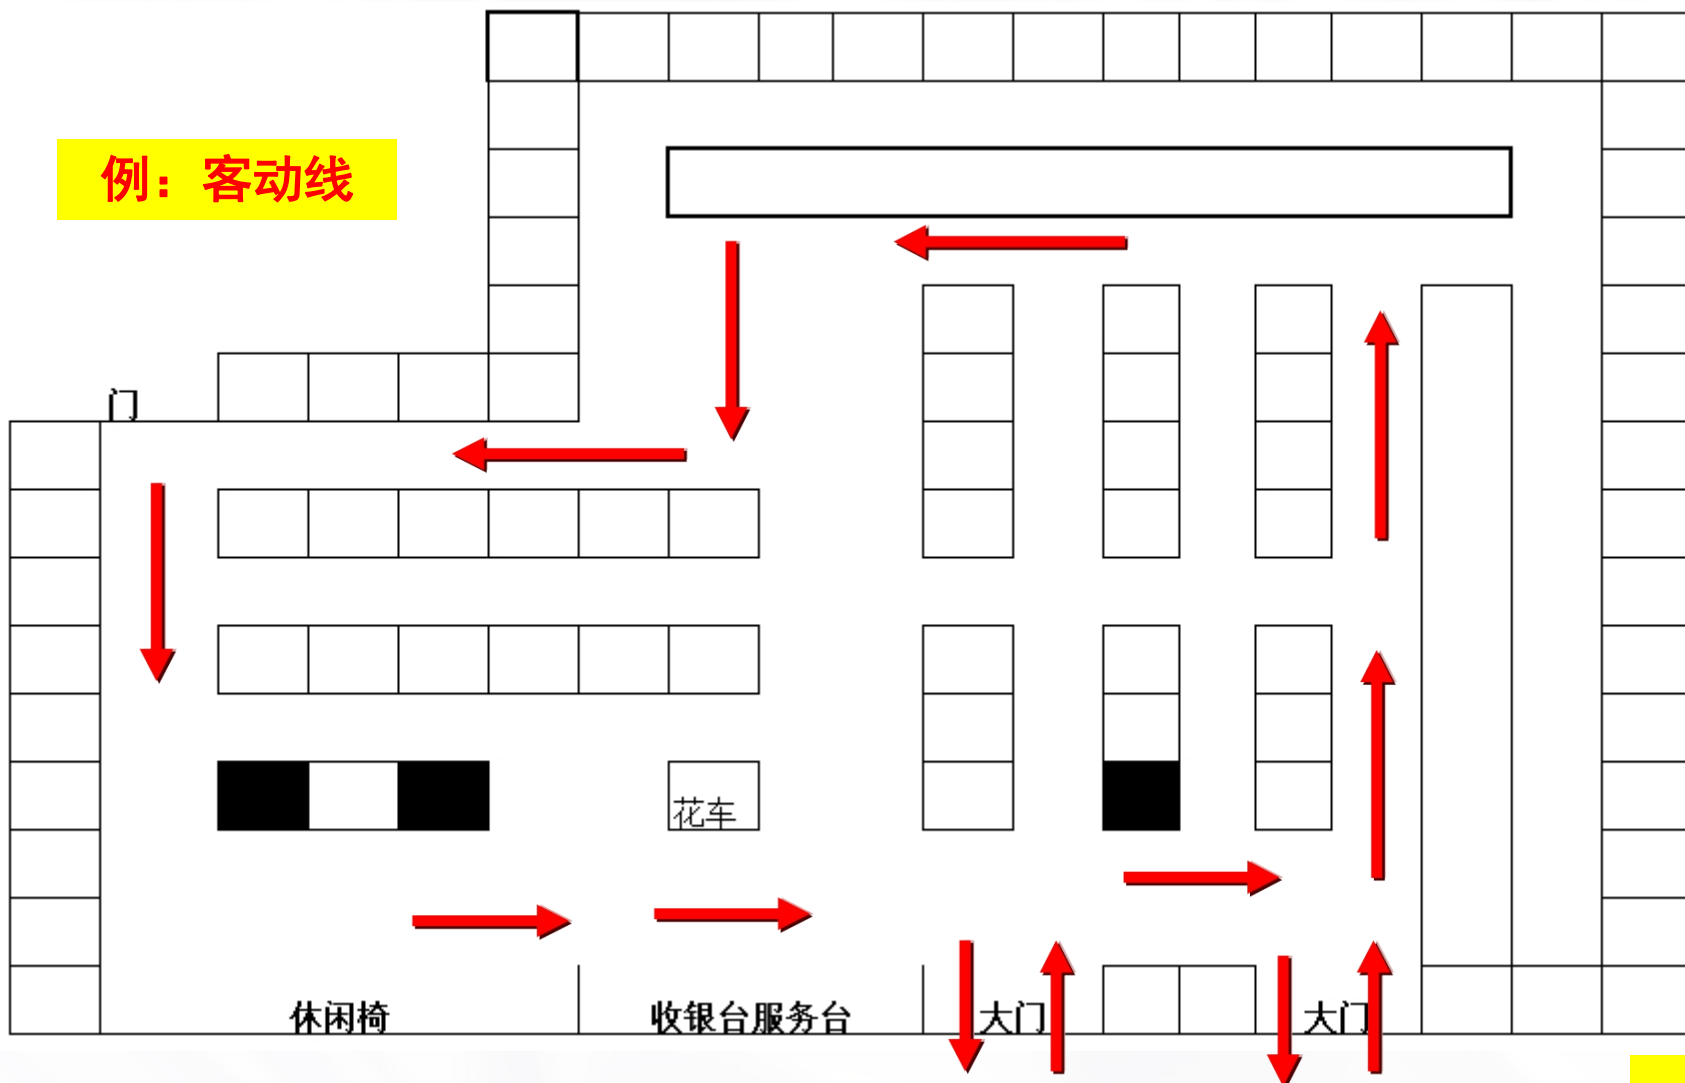 例：客动线
门
花车
休闲椅
收银台服务台
大门
大门